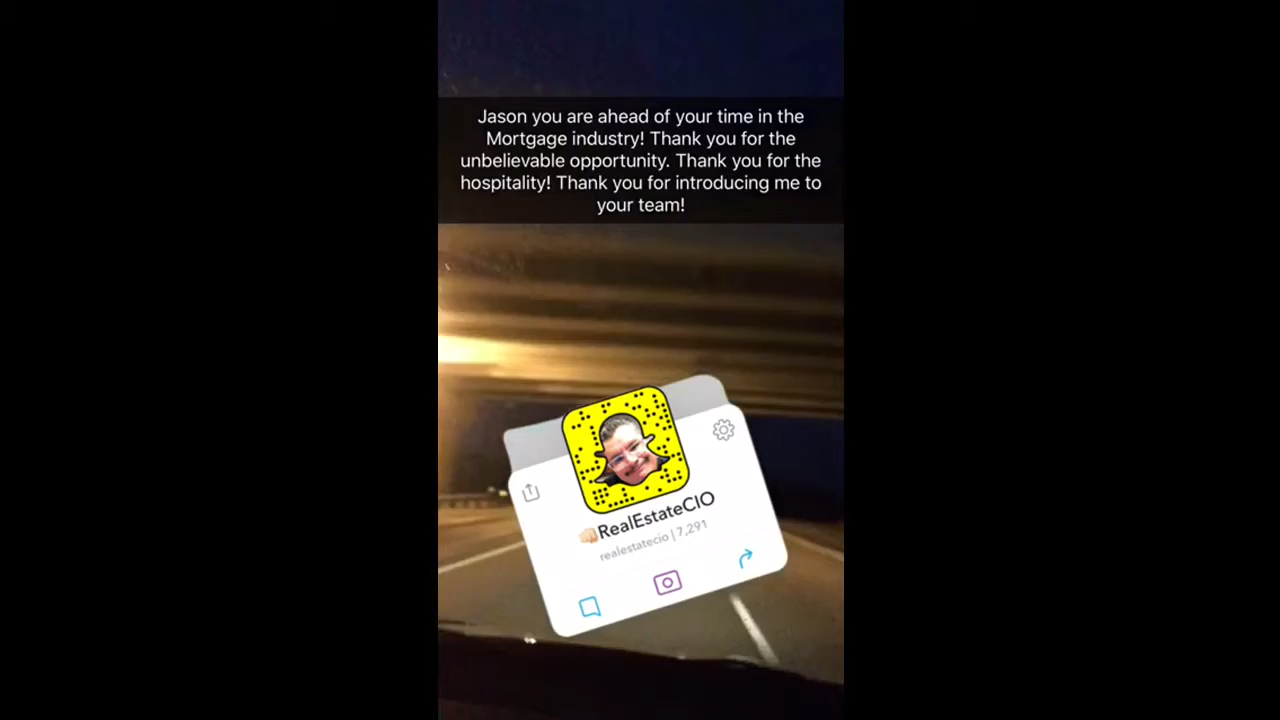 Jason you are ahead of your time in the
Mortgage industry! Thank you for the
unbelievable opportunity. Thank you for the
hospitality! Thank you for introducing me to
your team!
👊🏻RealEstateCIO
realestatecio | 7,291